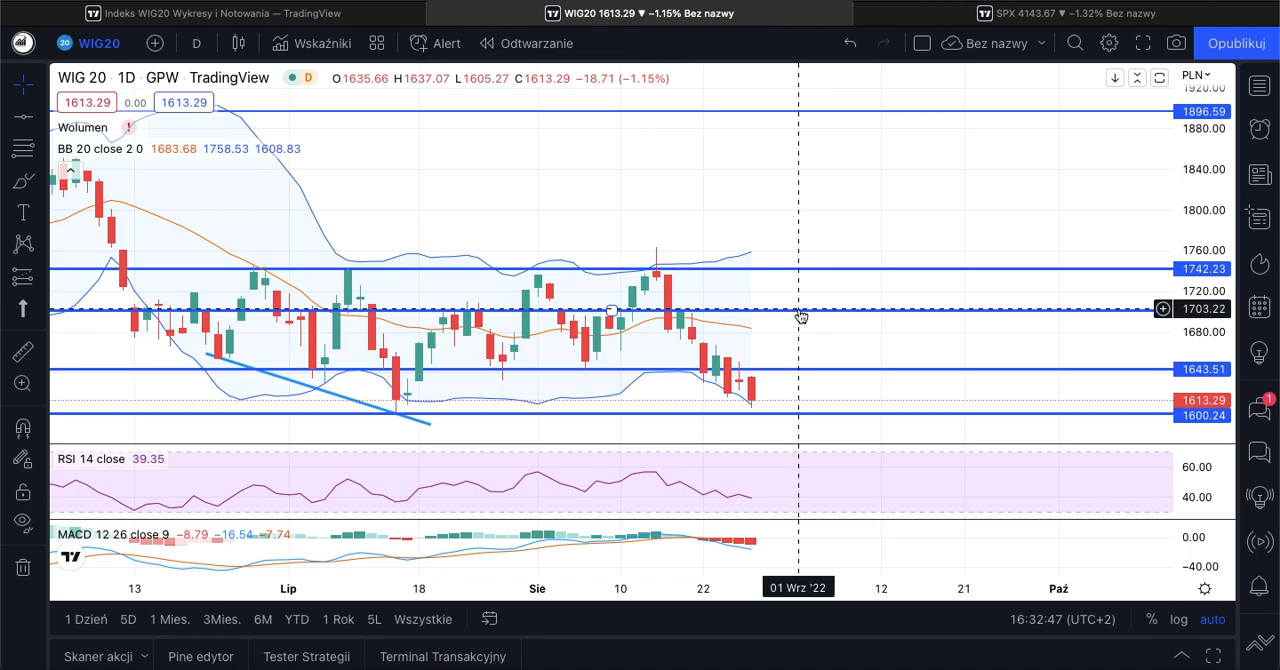 Indeks WIG20 Wykresy i Notowania — TradingView
WIG20 1613.29 ▼ −1.15% Bez nazwy
SPX 4143.67 ▼ −1.32% Bez nazwy
20 WIG20 D Wskaźniki Alert Odtwarzanie Bez nazwy Opublikuj
WIG 20 · 1D · GPW · TradingView D O1635.66 H1637.07 L1605.27 C1613.29 −18.71 (−1.15%)
PLN
1613.29 0.00 1613.29
Wolumen !
BB 20 close 2 0 1683.68 1758.53 1608.83
1920.00
1896.59
1880.00
1840.00
1800.00
1760.00
1742.23
1720.00
1703.22
1680.00
1643.51
1613.29
1600.24
1
RSI 14 close 39.35
60.00
40.00
MACD 12 26 close 9 −8.79 −16.54 −7.74
0.00
−40.00
13 Lip 18 Sie 10 22 01 Wrz '22 12 21 Paź
1 Dzień 5D 1 Mies. 3Mies. 6M YTD 1 Rok 5L Wszystkie 16:32:47 (UTC+2) % log auto
Skaner akcji Pine edytor Tester Strategii Terminal Transakcyjny